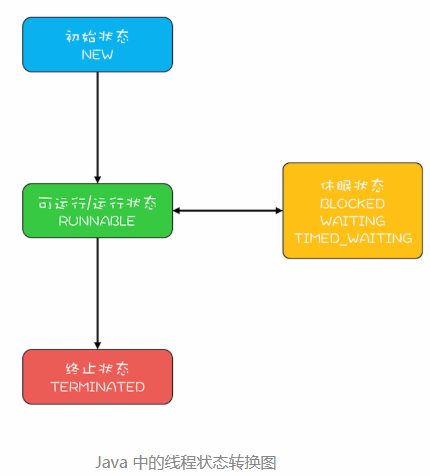 初始状态
NEW
可运行/运行状态
RUNNABLE
休眠状态
BLOCKED
WAITING
TIMED_WAITING
终止状态
TERMINATED
Java 中的线程状态转换图